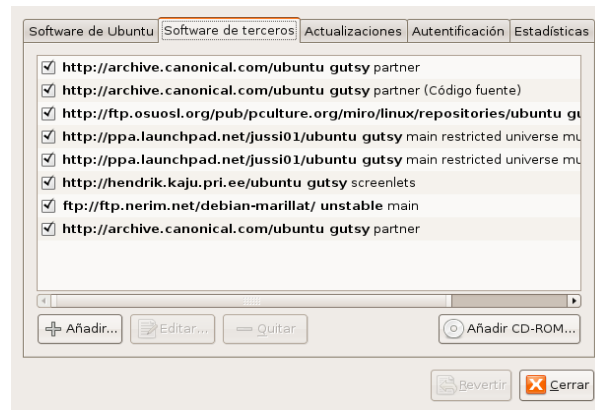 Software de Ubuntu Software de terceros Actualizaciones Autentificación Estadísticas
http://archive.canonical.com/ubuntu gutsy partner
http://archive.canonical.com/ubuntu gutsy partner (Código fuente)
http://ftp.osuosl.org/pub/pculture.org/miro/linux/repositories/ubuntu gu
http://ppa.launchpad.net/jussi01/ubuntu gutsy main restricted universe mu
http://ppa.launchpad.net/jussi01/ubuntu gutsy main restricted universe mu
http://hendrik.kaju.pri.ee/ubuntu gutsy screenlets
ftp://ftp.nerim.net/debian-marillat/ unstable main
http://archive.canonical.com/ubuntu gutsy partner
Añadir... Editar... Quitar Añadir CD-ROM...
Revertir Cerrar